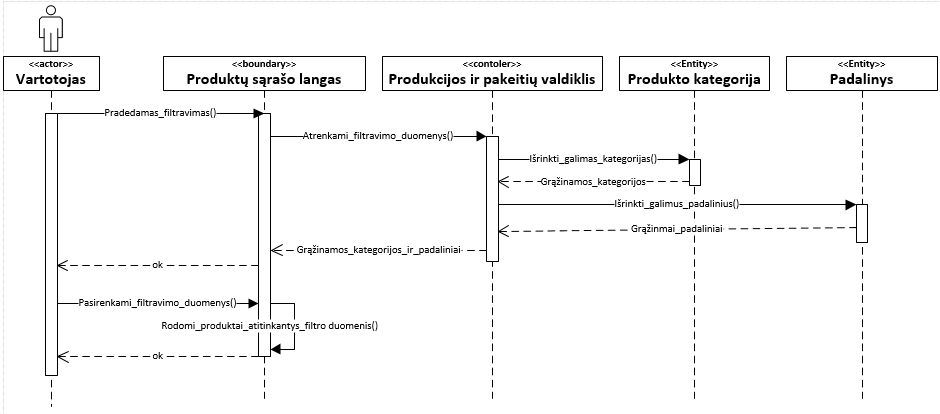 <<actor>>
Vartotojas
<<boundary>>
Produktų sąrašo langas
<<contoler>>
Produkcijos ir pakeitių valdiklis
<<Entity>>
Produkto kategorija
<<Entity>>
Padalinys
Pradedamas_filtravimas()
Atrenkami_filtravimo_duomenys()
Išrinkti_galimas_kategorijas()
Grąžinamos_kategorijos
Išrinkti_galimus_padalinius()
Grąžinmai_padaliniai
Grąžinamos_kategorijos_ir_padaliniai
ok
Pasirenkami_filtravimo_duomenys()
Rodomi_produktai_atitinkantys_filtro duomenis()
ok